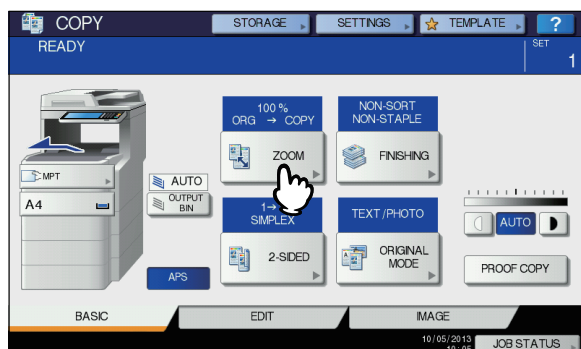 COPY
STORAGE
SETTINGS
TEMPLATE
?
READY
SET
1
100 %
ORG → COPY
NON-SORT
NON-STAPLE
ZOOM
FINISHING
MPT
AUTO
A4
OUTPUT
BIN
SIMPLEX
TEXT/PHOTO
AUTO
2-SIDED
ORIGINAL
MODE
APS
PROOF COPY
BASIC
EDIT
IMAGE
10/05/2013
JOB STATUS